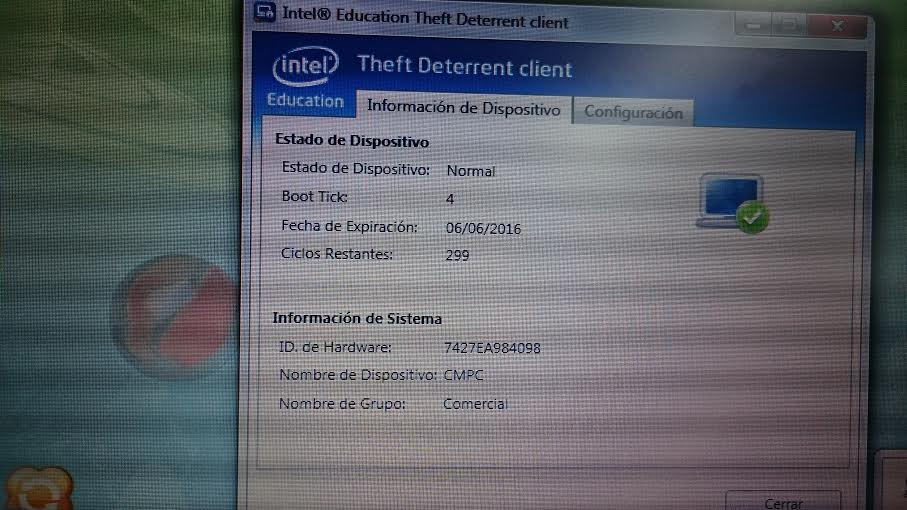 Intel® Education Theft Deterrent client
intel Theft Deterrent client
Education
Información de Dispositivo Configuración
Estado de Dispositivo
Estado de Dispositivo: Normal
Boot Tick: 4
Fecha de Expiración: 06/06/2016
Ciclos Restantes: 299
Información de Sistema
ID. de Hardware: 7427EA984098
Nombre de Dispositivo: CMPC
Nombre de Grupo: Comercial
Cerrar